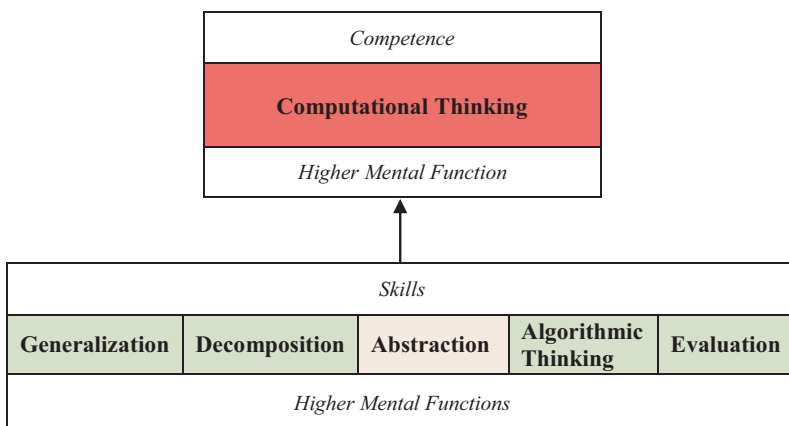 Competence
Computational Thinking
Higher Mental Function
Skills
Generalization
Decomposition
Abstraction
Algorithmic
Thinking
Evaluation
Higher Mental Functions